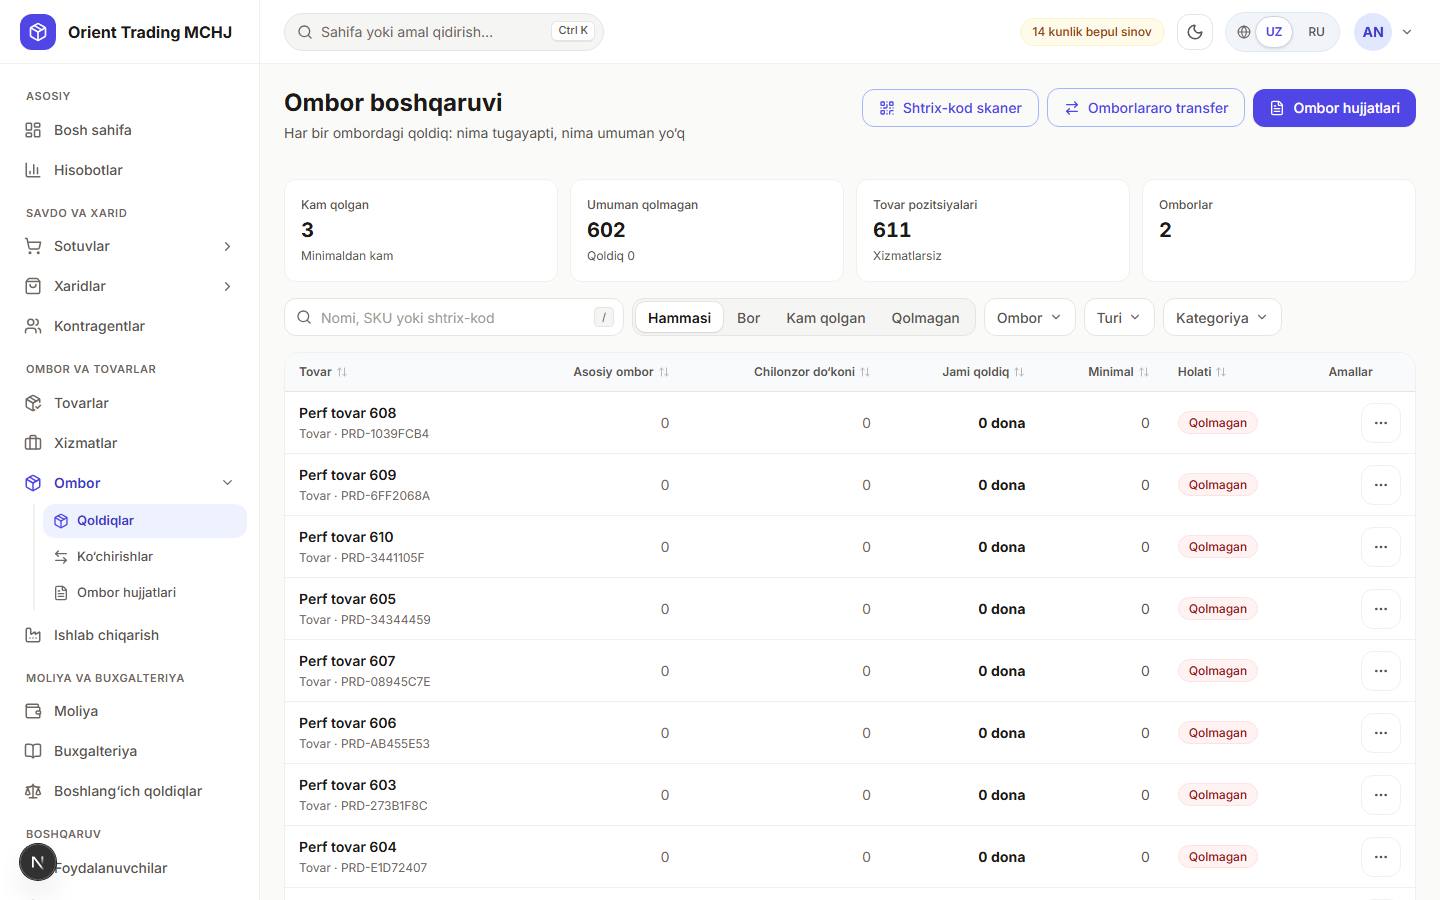 Orient Trading MCHJ
Sahifa yoki amal qidirish...
Ctrl K
14 kunlik bepul sinov
UZ
RU
AN
ASOSIY
Bosh sahifa
Hisobotlar
SAVDO VA XARID
Sotuvlar
Xaridlar
Kontragentlar
OMBOR VA TOVARLAR
Tovarlar
Xizmatlar
Ombor
Qoldiqlar
Ko‘chirishlar
Ombor hujjatlari
Ishlab chiqarish
MOLIYA VA BUXGALTERIYA
Moliya
Buxgalteriya
Boshlang‘ich qoldiqlar
BOSHQARUV
N
Foydalanuvchilar
Ombor boshqaruvi
Har bir ombordagi qoldiq: nima tugayapti, nima umuman yo‘q
Shtrix-kod skaner
Omborlararo transfer
Ombor hujjatlari
Kam qolgan
3
Minimaldan kam
Umuman qolmagan
602
Qoldiq 0
Tovar pozitsiyalari
611
Xizmatlarsiz
Omborlar
2
Nomi, SKU yoki shtrix-kod
/
Hammasi
Bor
Kam qolgan
Qolmagan
Ombor
Turi
Kategoriya
Tovar Asosiy ombor Chilonzor do‘koni Jami qoldiq Minimal Holati Amallar
Perf tovar 608
Tovar · PRD-1039FCB4
0 0 0 dona 0 Qolmagan
Perf tovar 609
Tovar · PRD-6FF2068A
0 0 0 dona 0 Qolmagan
Perf tovar 610
Tovar · PRD-3441105F
0 0 0 dona 0 Qolmagan
Perf tovar 605
Tovar · PRD-34344459
0 0 0 dona 0 Qolmagan
Perf tovar 607
Tovar · PRD-08945C7E
0 0 0 dona 0 Qolmagan
Perf tovar 606
Tovar · PRD-AB455E53
0 0 0 dona 0 Qolmagan
Perf tovar 603
Tovar · PRD-273B1F8C
0 0 0 dona 0 Qolmagan
Perf tovar 604
Tovar · PRD-E1D72407
0 0 0 dona 0 Qolmagan